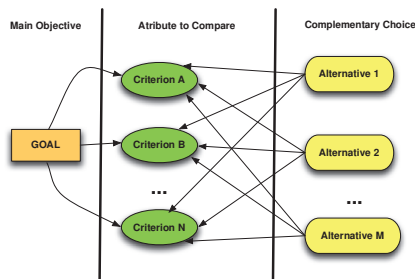 Main Objective
Atribute to Compare
Complementary Choice
GOAL
Criterion A
Criterion B
...
Criterion N
Alternative 1
Alternative 2
...
Alternative M